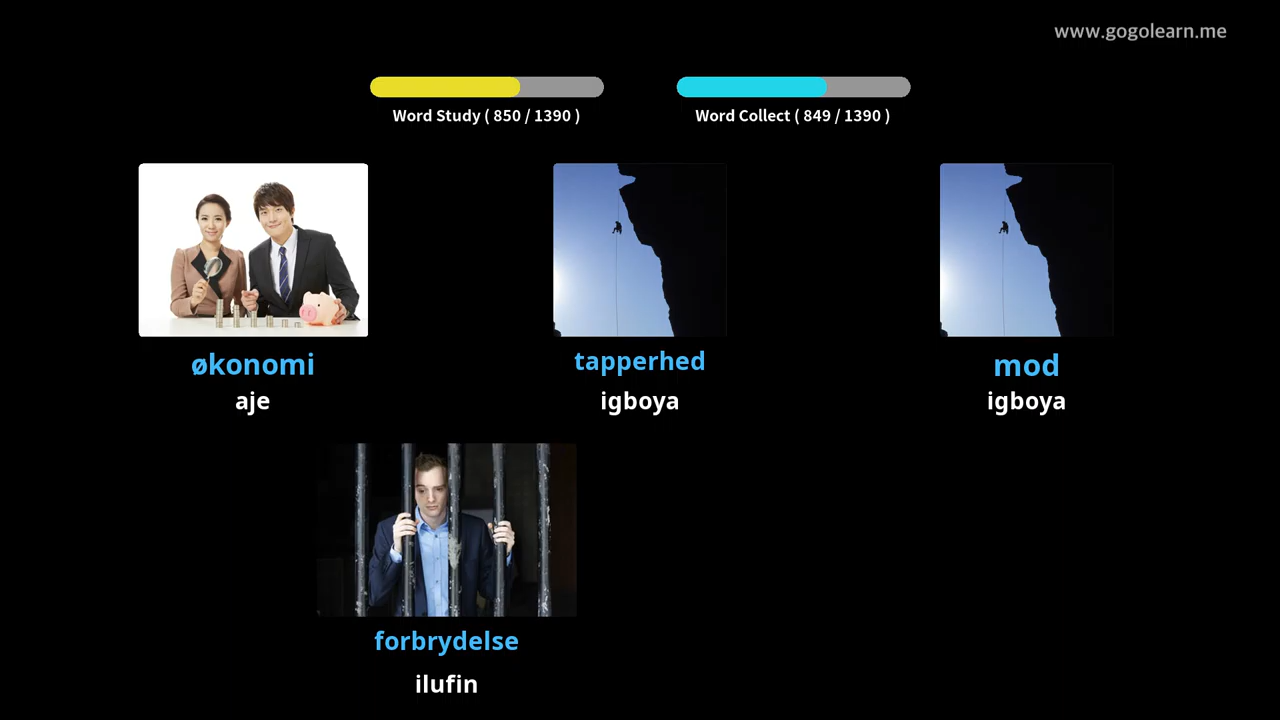 www.gogolearn.me
Word Study ( 850 / 1390 )
Word Collect ( 849 / 1390 )
økonomi
aje
tapperhed
igboya
mod
igboya
forbrydelse
ilufin